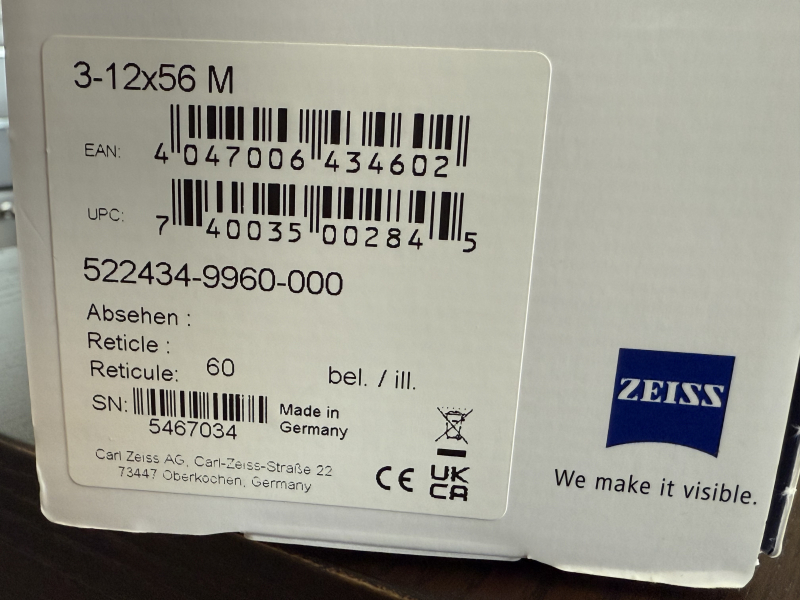 3-12x56 M
EAN: 4 047006 434602
UPC: 7 40035 00284 5
522434-9960-000
Absehen :
Reticle :
Reticule: 60 bel. / ill.
SN: 5467034
Made in
Germany
Carl Zeiss AG, Carl-Zeiss-Straße 22
73447 Oberkochen, Germany
CE UK
CA
ZEISS
We make it visible.